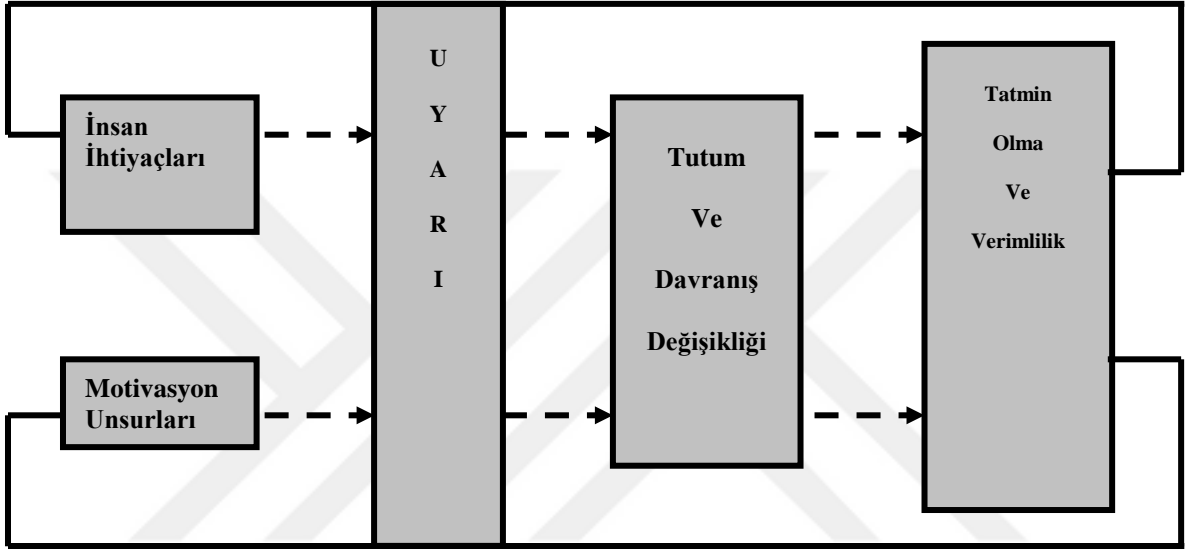 İnsan
İhtiyaçları
Motivasyon
Unsurları
U
Y
A
R
I
Tutum
Ve
Davranış
Değişikliği
Tatmin
Olma
Ve
Verimlilik